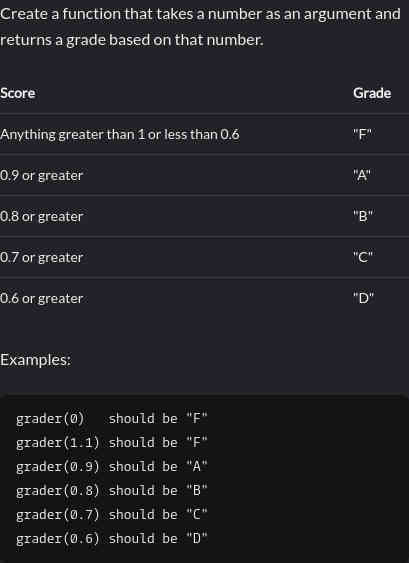 Create a function that takes a number as an argument and
returns a grade based on that number.
Score Grade
Anything greater than 1 or less than 0.6 "F"
0.9 or greater "A"
0.8 or greater "B"
0.7 or greater "C"
0.6 or greater "D"
Examples:
grader(0)   should be "F"
grader(1.1) should be "F"
grader(0.9) should be "A"
grader(0.8) should be "B"
grader(0.7) should be "C"
grader(0.6) should be "D"